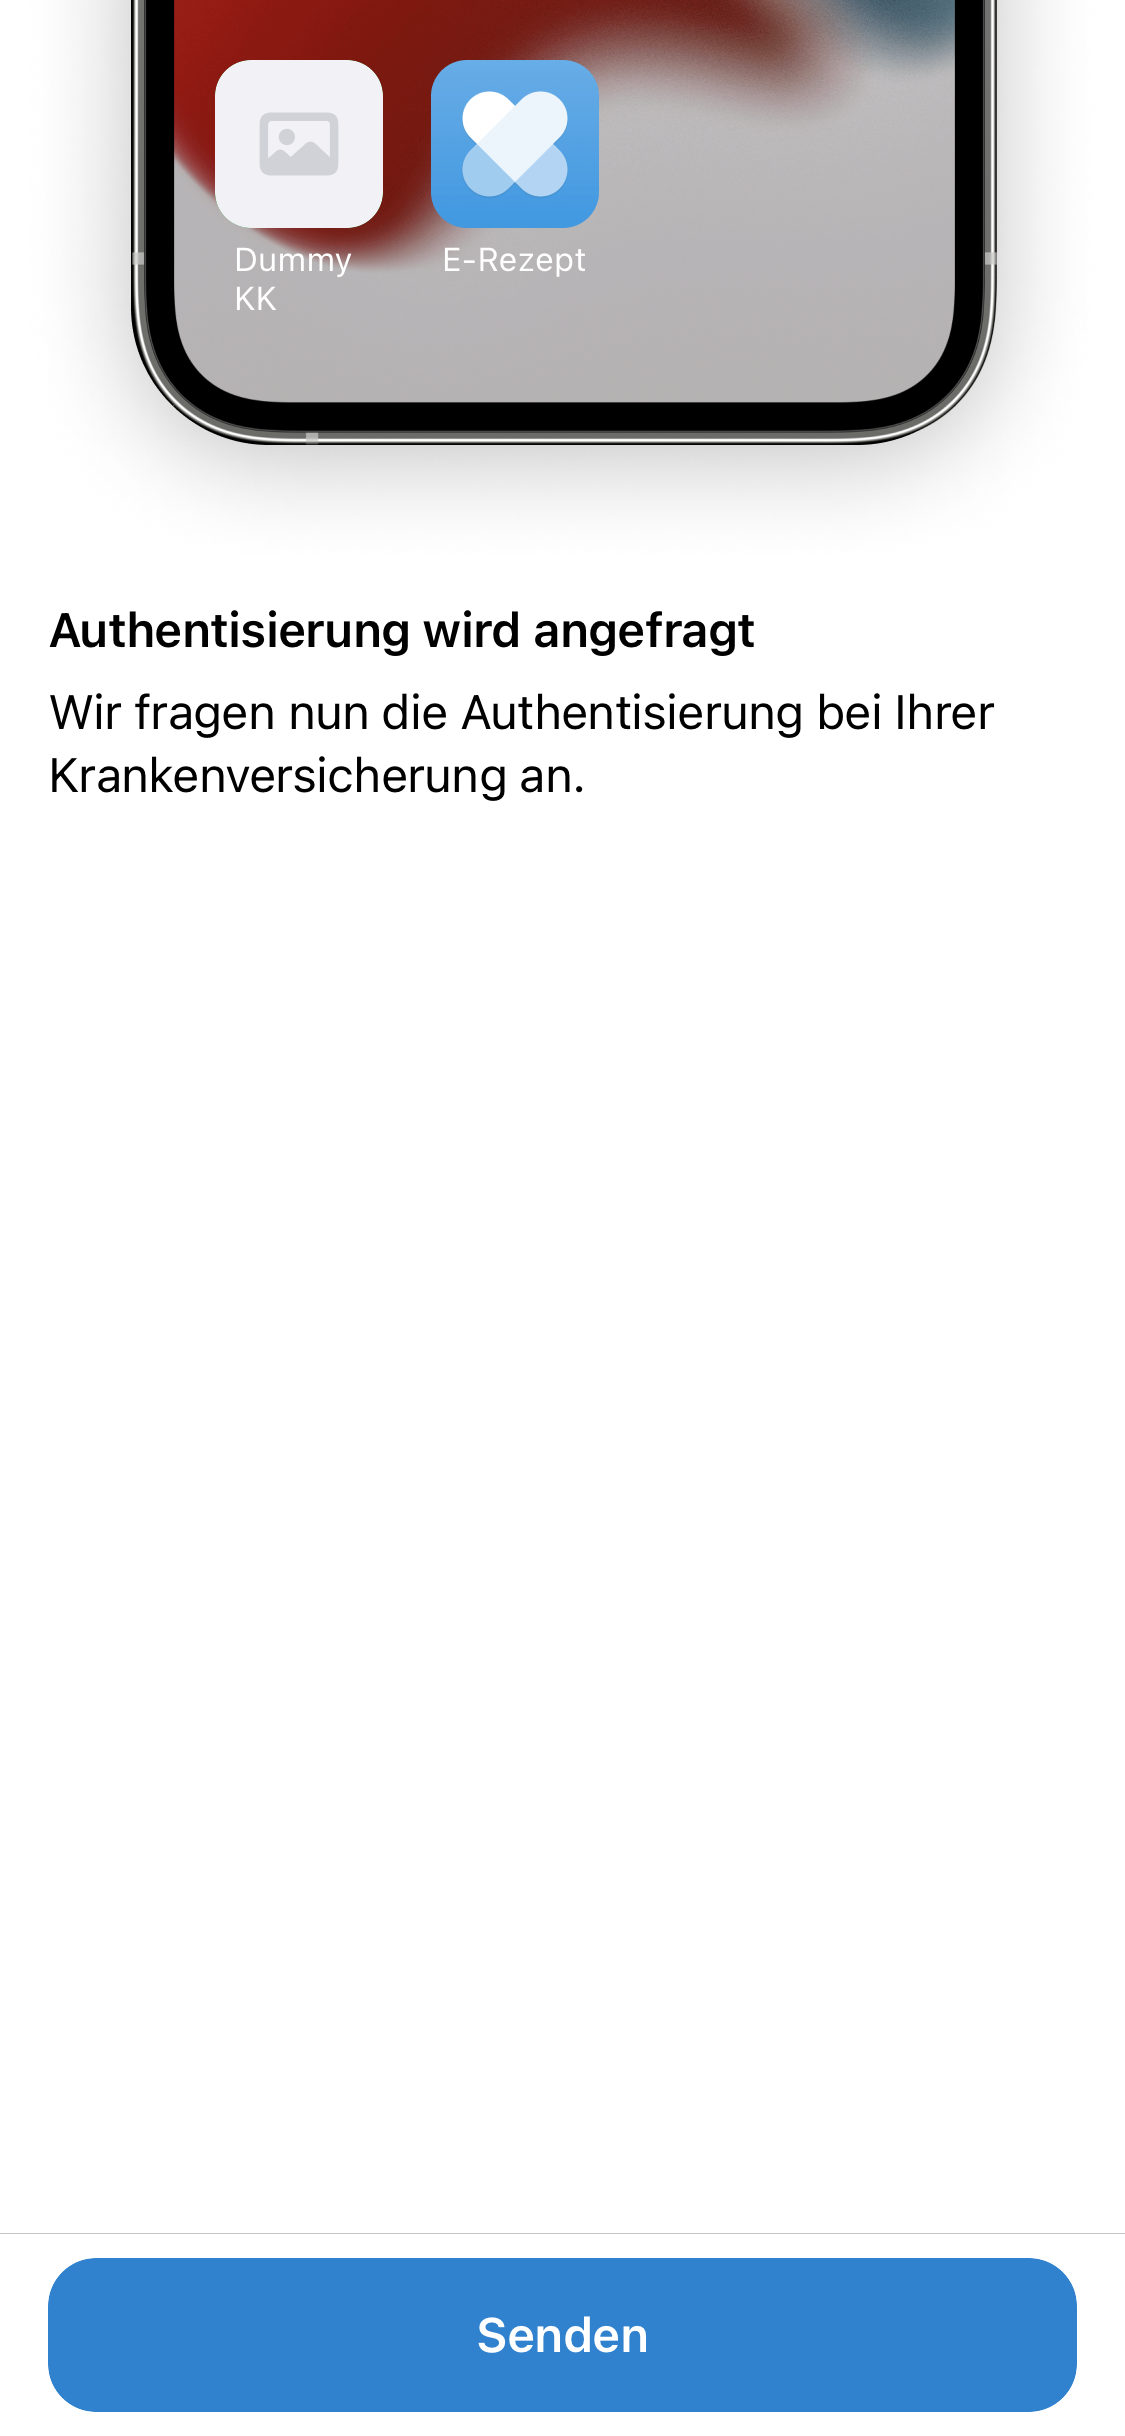 Dummy
KK
E-Rezept
Authentisierung wird angefragt
Wir fragen nun die Authentisierung bei Ihrer
Krankenversicherung an.
Senden